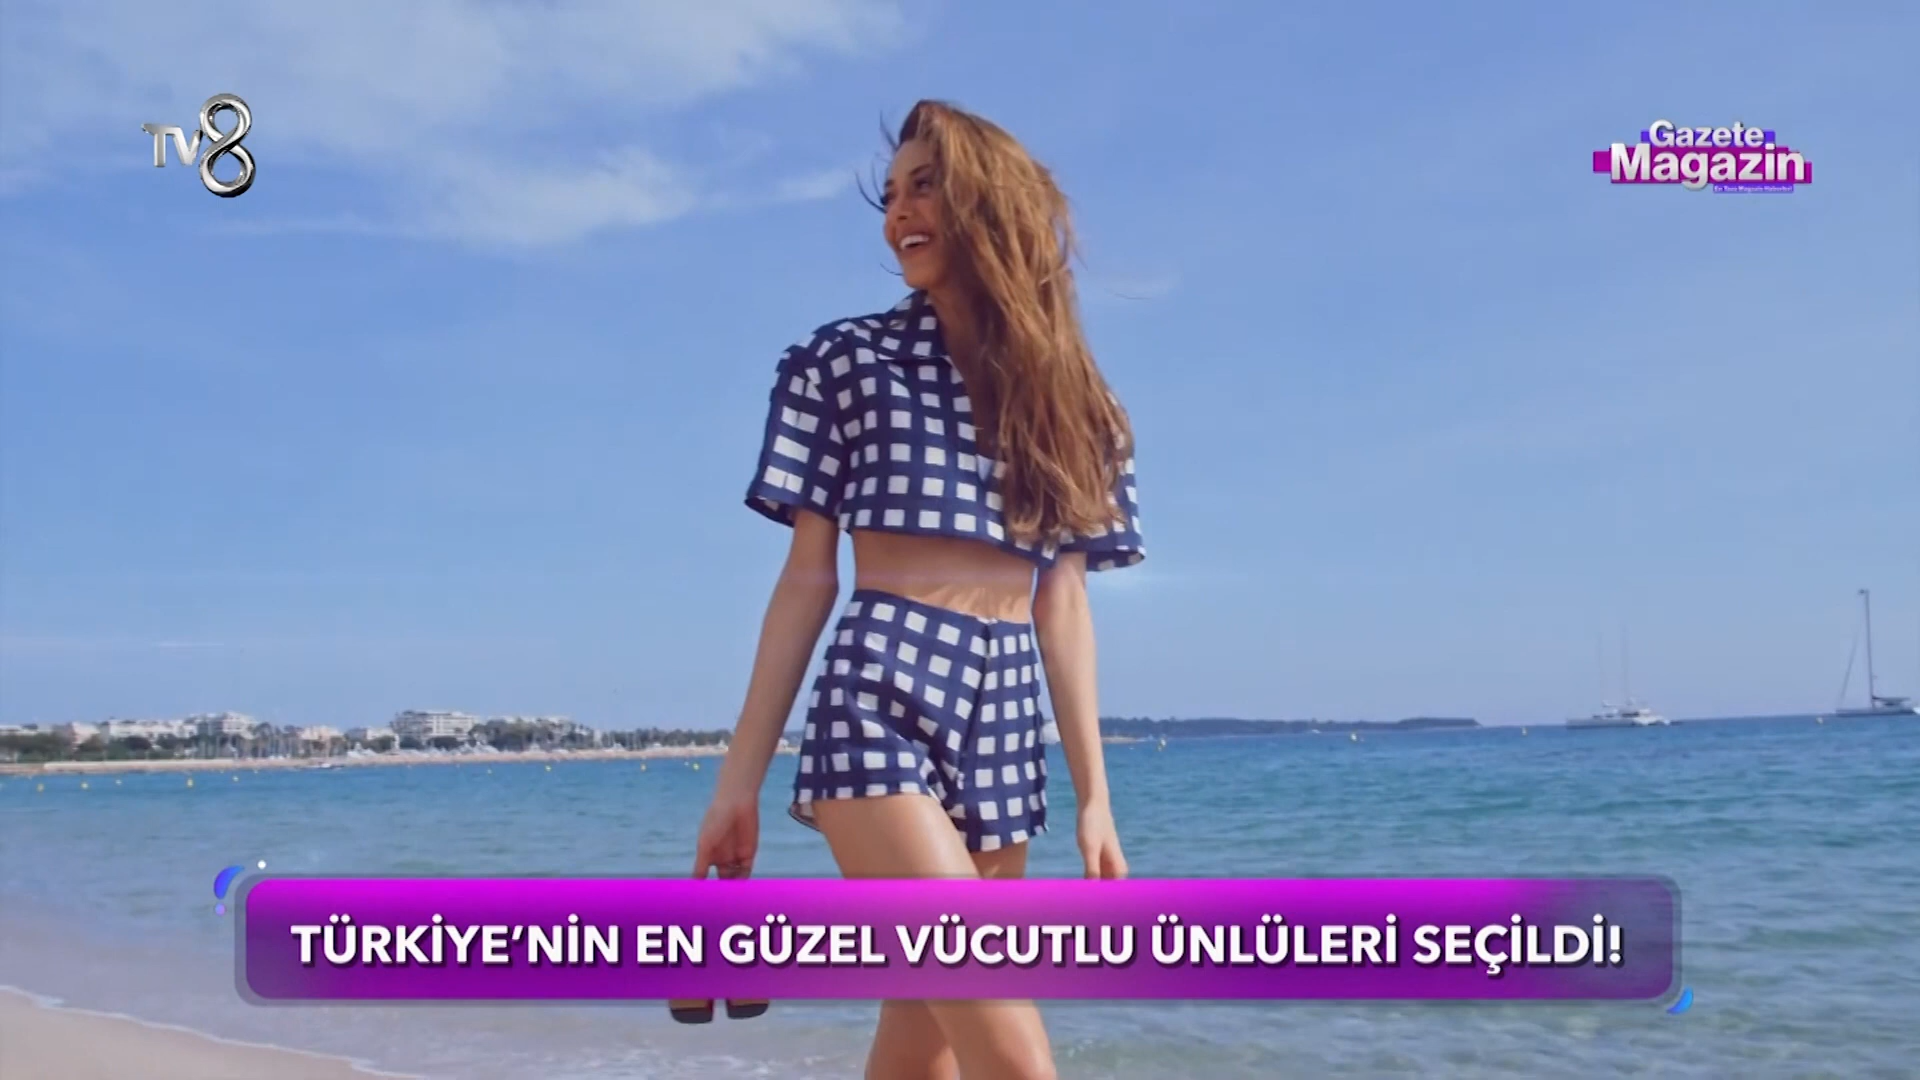 TV8
Gazete
Magazin
TÜRKİYE'NİN EN GÜZEL VÜCUTLU ÜNLÜLERİ SEÇİLDİ!